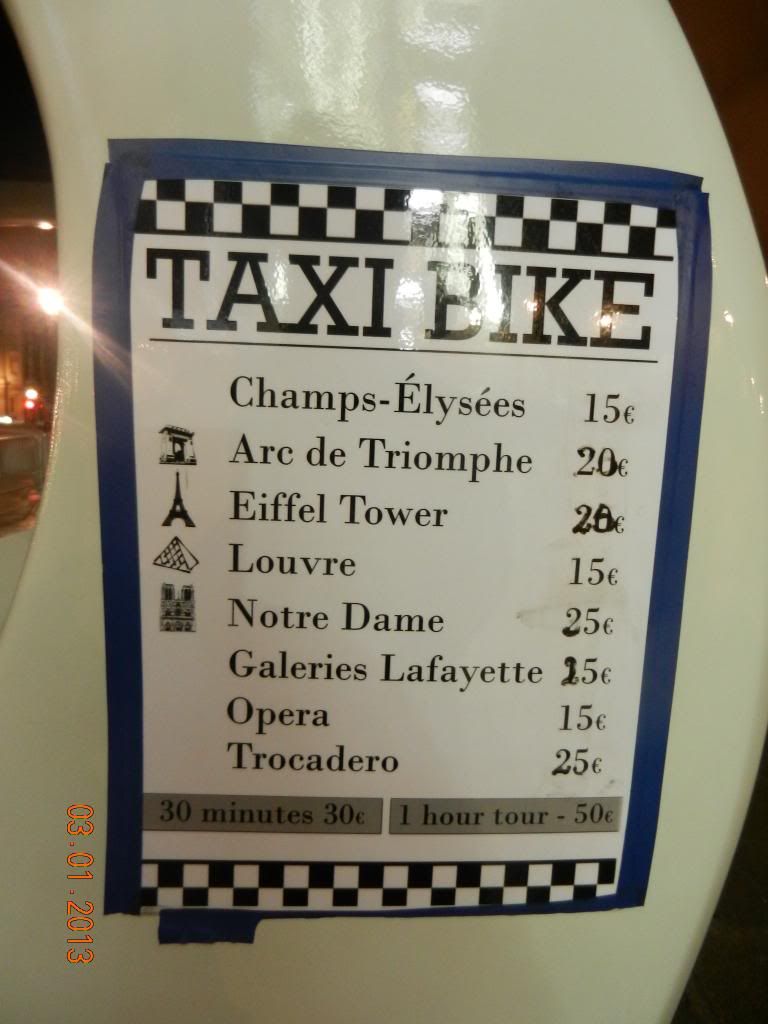 TAXI BIKE
Champs-Élysées 15€
Arc de Triomphe 20€
Eiffel Tower
Louvre 15€
Notre Dame 25€
Galeries Lafayette 25€
Opera 15€
Trocadero 25€
30 minutes 30€ 1 hour tour - 50€
03.01.2013